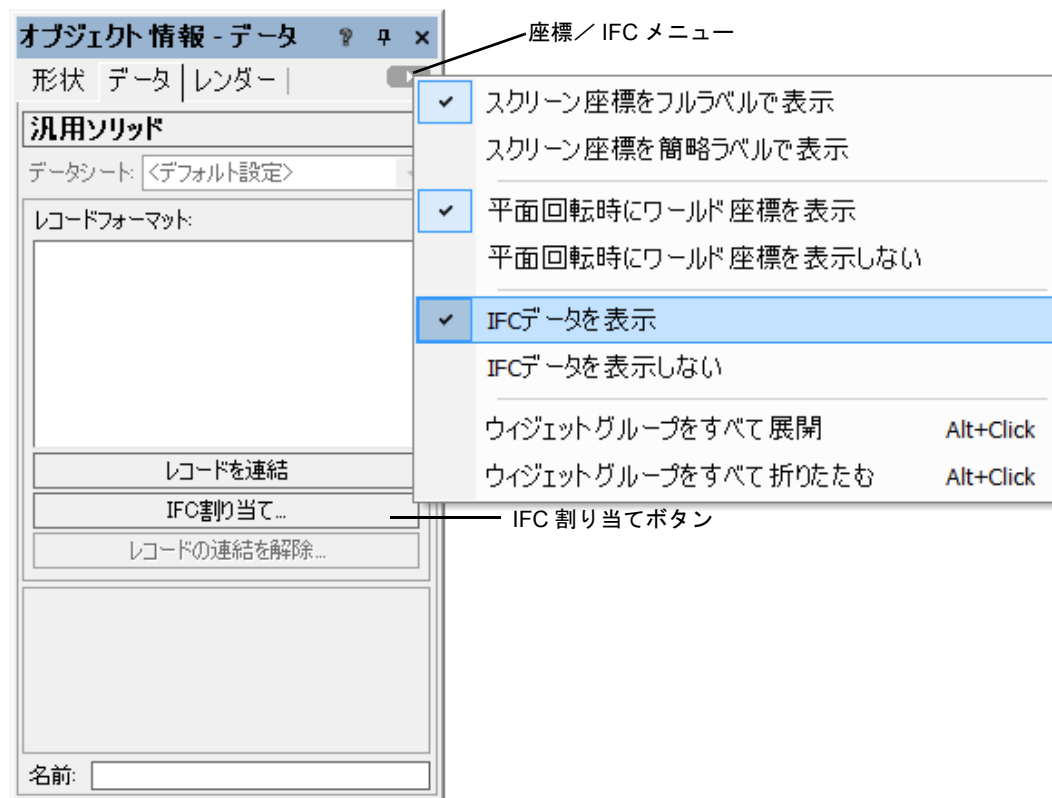 オブジェクト情報 - データ
座標／ IFC メニュー
形状 データ レンダー
汎用ソリッド
データシート: <デフォルト設定>
レコードフォーマット:
スクリーン座標をフルラベルで表示
スクリーン座標を簡略ラベルで表示
平面回転時にワールド座標を表示
平面回転時にワールド座標を表示しない
IFCデータを表示
IFCデータを表示しない
ウィジェットグループをすべて展開 Alt+Click
ウィジェットグループをすべて折りたたむ Alt+Click
レコードを連結
IFC割り当て...
IFC 割り当てボタン
レコードの連結を解除...
名前: